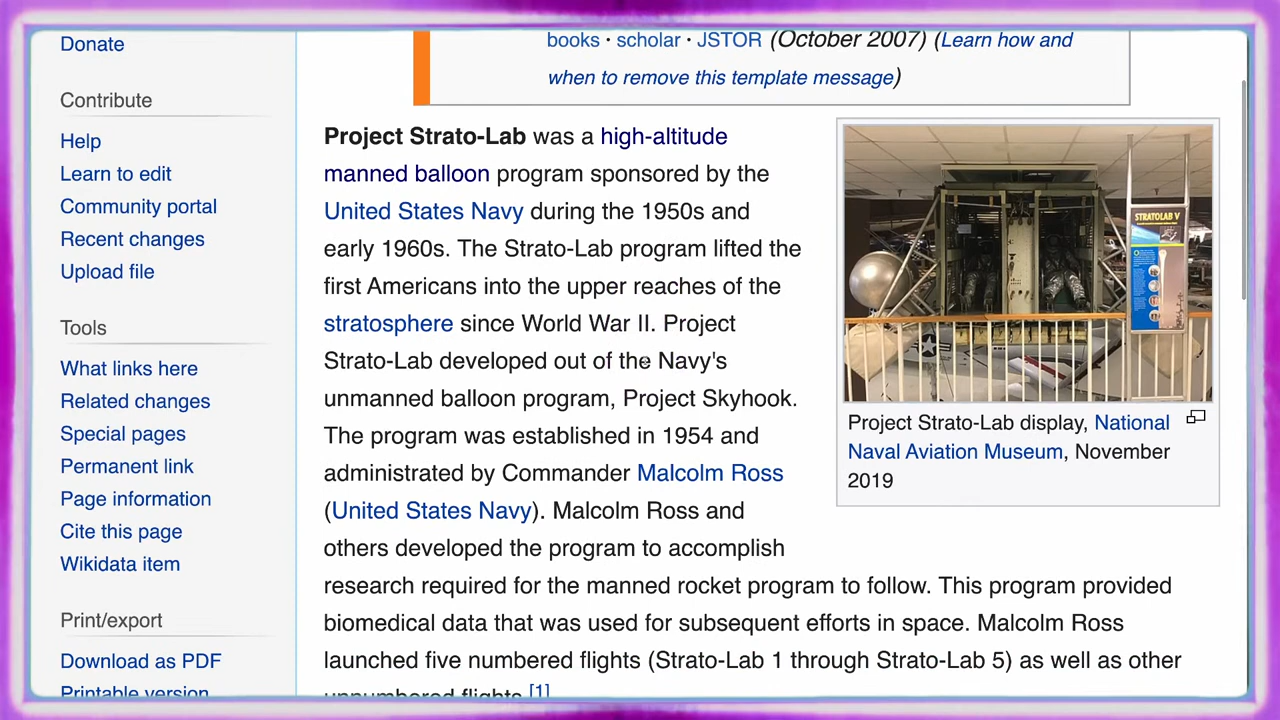 Donate
Contribute
Help
Learn to edit
Community portal
Recent changes
Upload file
Tools
What links here
Related changes
Special pages
Permanent link
Page information
Cite this page
Wikidata item
Print/export
Download as PDF
Printable version
books · scholar · JSTOR (October 2007) (Learn how and
when to remove this template message)
Project Strato-Lab was a high-altitude
manned balloon program sponsored by the
United States Navy during the 1950s and
early 1960s. The Strato-Lab program lifted the
first Americans into the upper reaches of the
stratosphere since World War II. Project
Strato-Lab developed out of the Navy's
unmanned balloon program, Project Skyhook.
The program was established in 1954 and
administrated by Commander Malcolm Ross
(United States Navy). Malcolm Ross and
others developed the program to accomplish
research required for the manned rocket program to follow. This program provided
biomedical data that was used for subsequent efforts in space. Malcolm Ross
launched five numbered flights (Strato-Lab 1 through Strato-Lab 5) as well as other
unnumbered flights.[1]
STRATOLAB V
Project Strato-Lab display, National
Naval Aviation Museum, November
2019